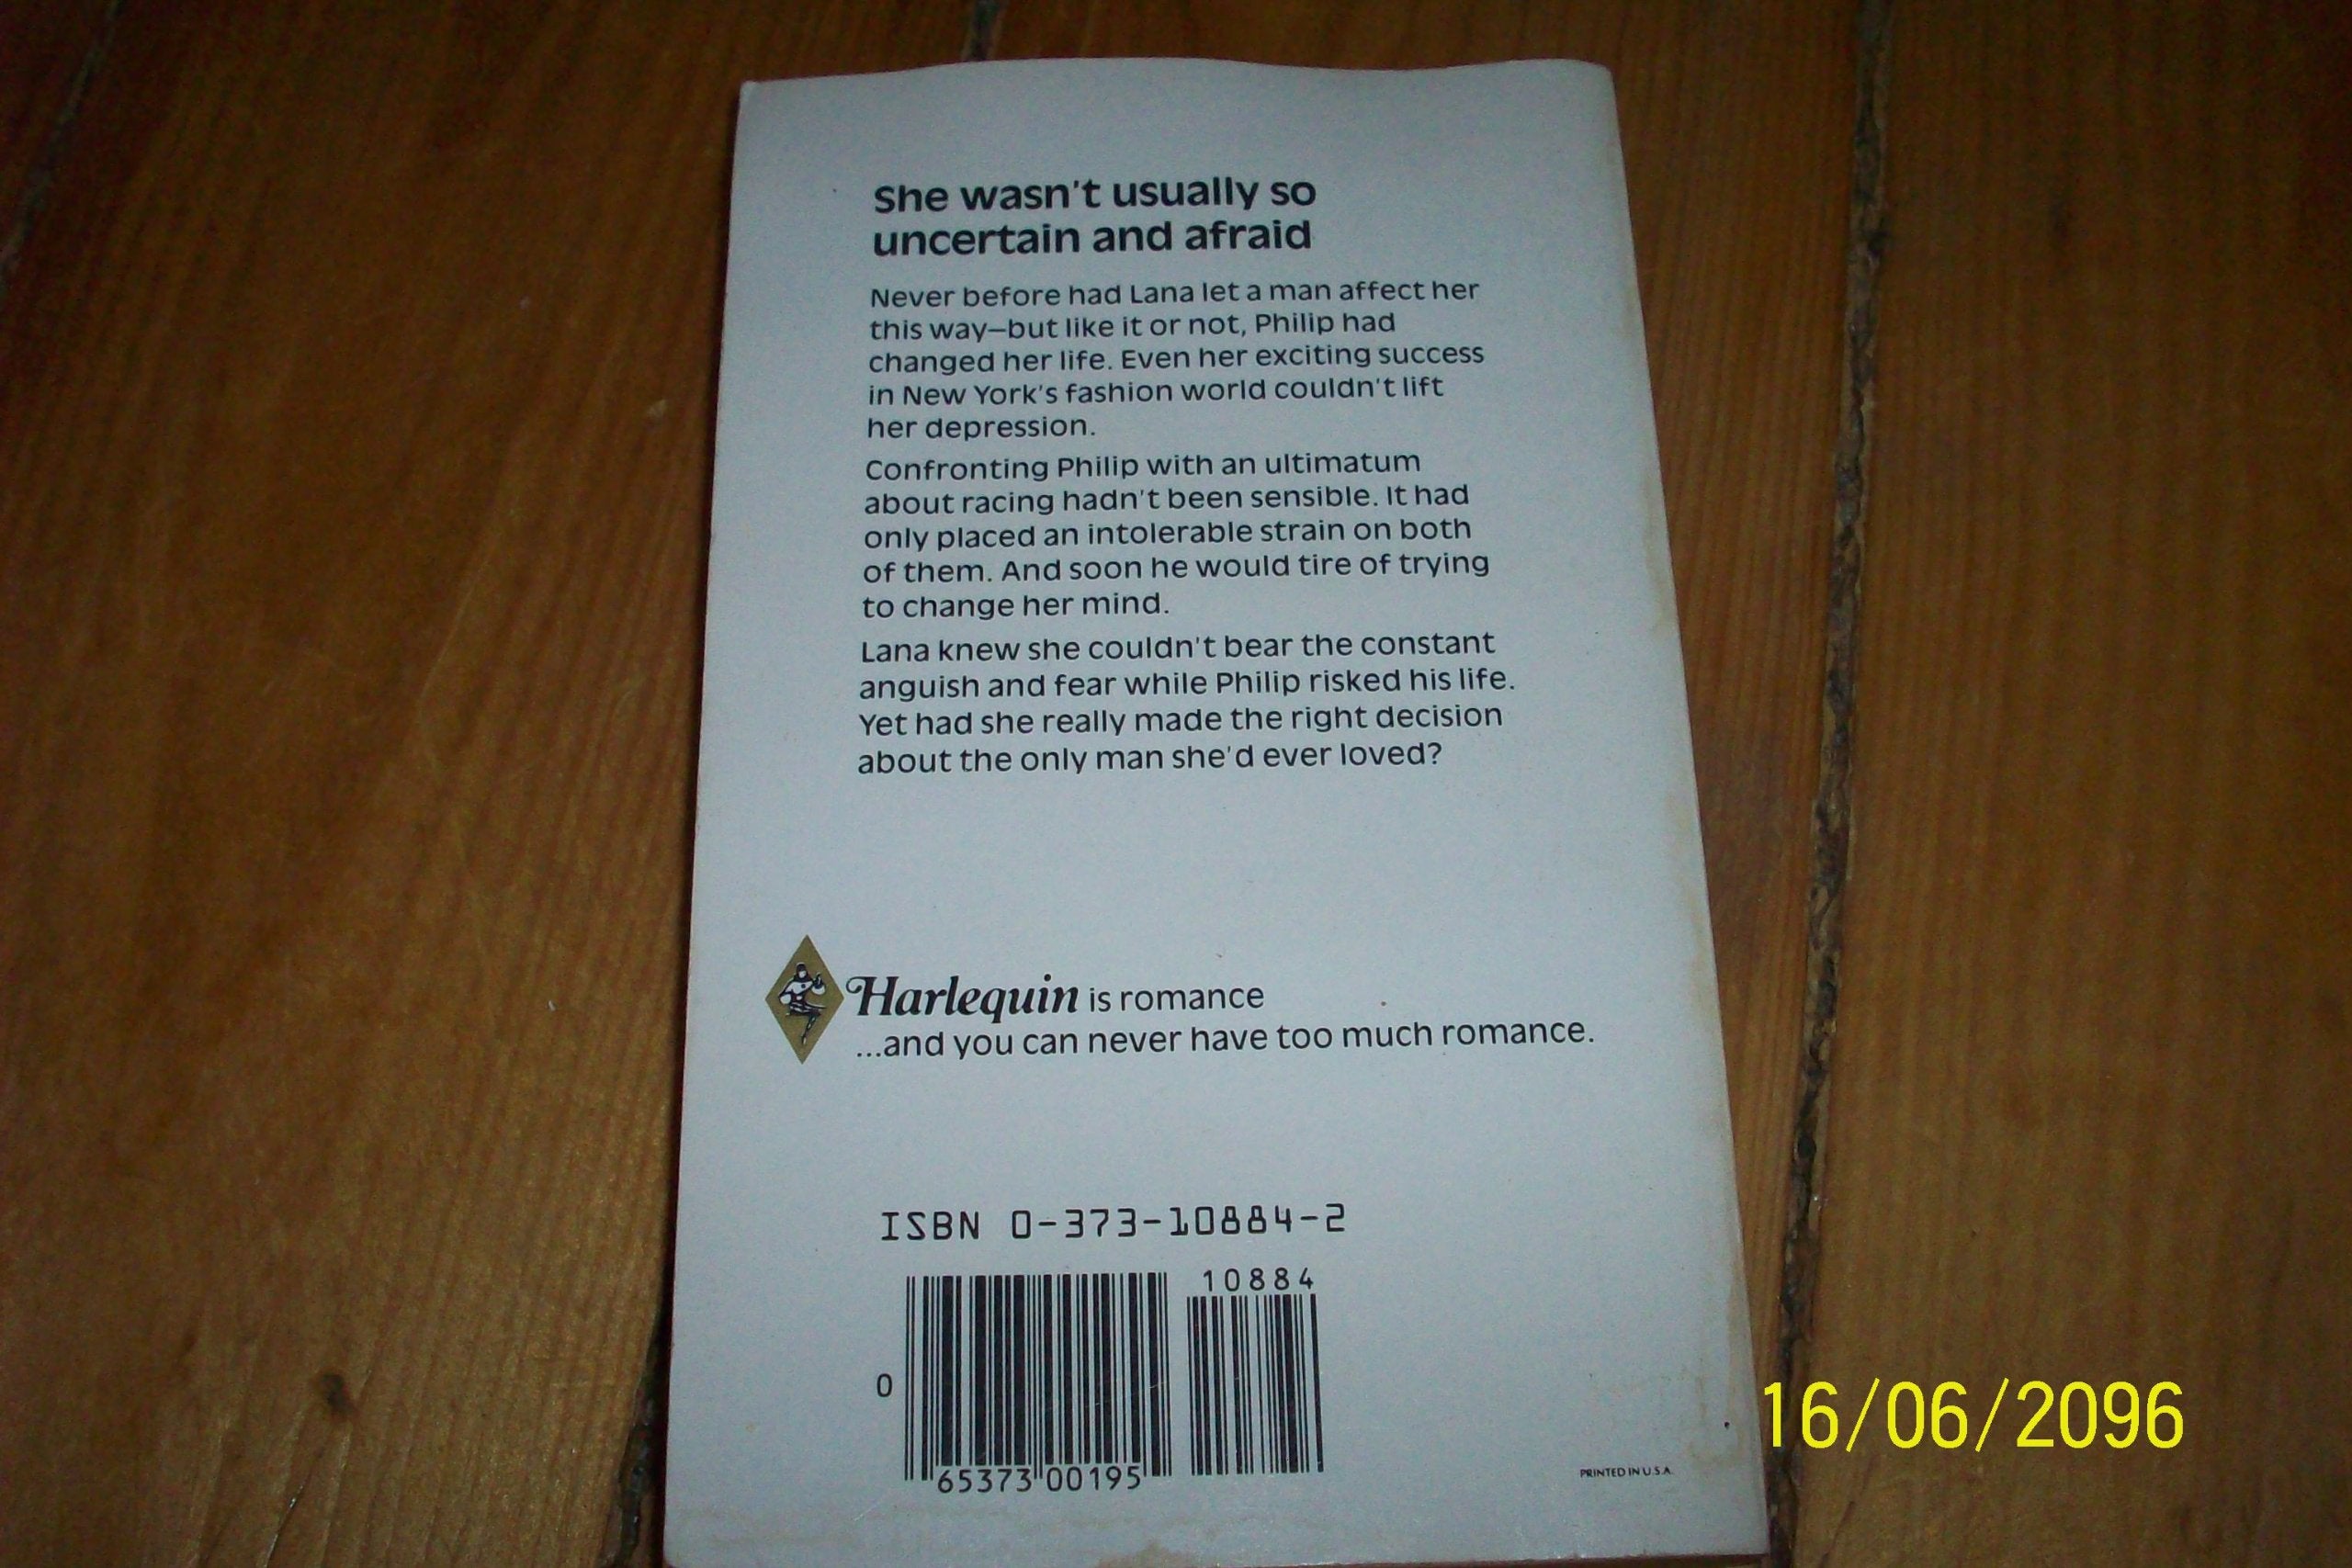 She wasn't usually so
uncertain and afraid
Never before had Lana let a man affect her
this way—but like it or not, Philip had
changed her life. Even her exciting success
in New York's fashion world couldn't lift
her depression.
Confronting Philip with an ultimatum
about racing hadn't been sensible. It had
only placed an intolerable strain on both
of them. And soon he would tire of trying
to change her mind.
Lana knew she couldn't bear the constant
anguish and fear while Philip risked his life.
Yet had she really made the right decision
about the only man she'd ever loved?
Harlequin is romance
...and you can never have too much romance.
ISBN 0-373-10884-2
10884
0
65373 00195
PRINTED IN U.S.A.
16/06/2096